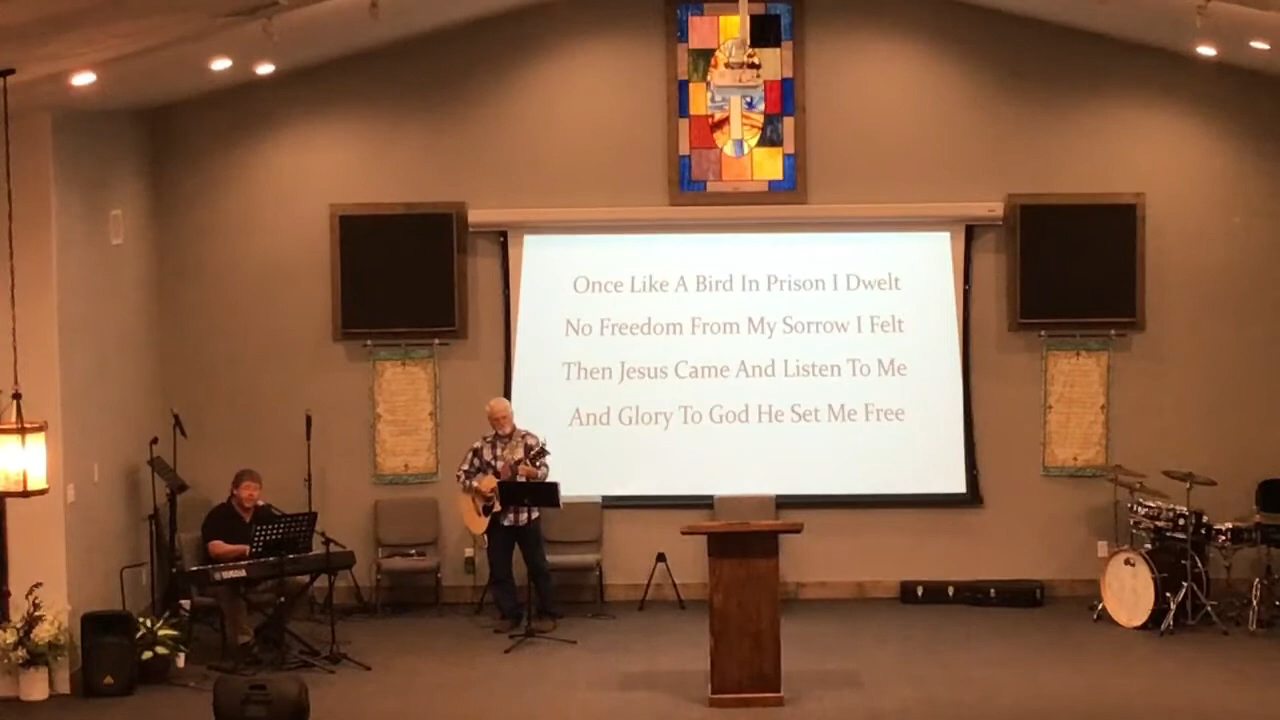 Once Like A Bird In Prison I Dwelt
No Freedom From My Sorrow I Felt
Then Jesus Came And Listen To Me
And Glory To God He Set Me Free
YAMAHA